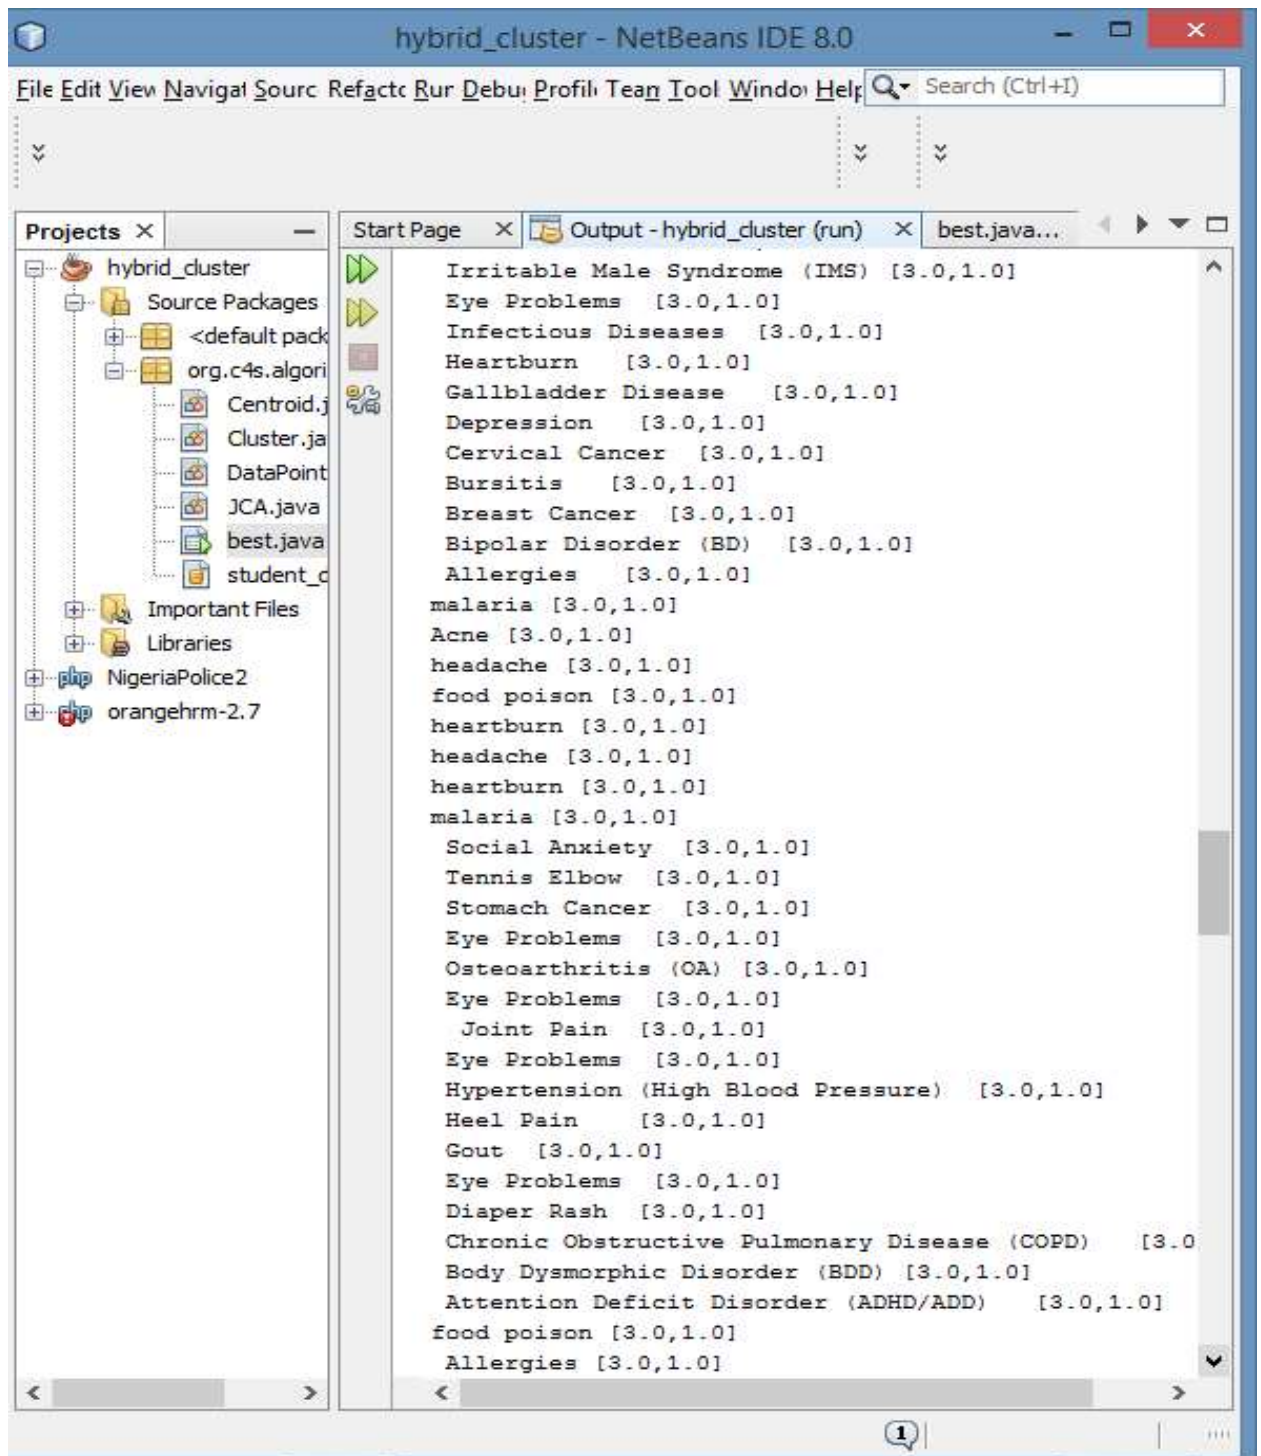 hybrid_cluster - NetBeans IDE 8.0
File Edit View Navigat Sourc Refactc Rur Debu Profil Tean Tool Windo Help Search (Ctrl+I)
Projects
Start Page Output - hybrid_cluster (run) best.java...
hybrid_cluster
Source Packages
<default pack
org.c4s.algori
Centroid.j
Cluster.ja
DataPoint
JCA.java
best.java
student_c
Important Files
Libraries
NigeriaPolice2
orangehrm-2.7
Irritable Male Syndrome (IMS) [3.0,1.0]
Eye Problems [3.0,1.0]
Infectious Diseases [3.0,1.0]
Heartburn [3.0,1.0]
Gallbladder Disease [3.0,1.0]
Depression [3.0,1.0]
Cervical Cancer [3.0,1.0]
Bursitis [3.0,1.0]
Breast Cancer [3.0,1.0]
Bipolar Disorder (BD) [3.0,1.0]
Allergies [3.0,1.0]
malaria [3.0,1.0]
Acne [3.0,1.0]
headache [3.0,1.0]
food poison [3.0,1.0]
heartburn [3.0,1.0]
headache [3.0,1.0]
heartburn [3.0,1.0]
malaria [3.0,1.0]
Social Anxiety [3.0,1.0]
Tennis Elbow [3.0,1.0]
Stomach Cancer [3.0,1.0]
Eye Problems [3.0,1.0]
Osteoarthritis (OA) [3.0,1.0]
Eye Problems [3.0,1.0]
Joint Pain [3.0,1.0]
Eye Problems [3.0,1.0]
Hypertension (High Blood Pressure) [3.0,1.0]
Heel Pain [3.0,1.0]
Gout [3.0,1.0]
Eye Problems [3.0,1.0]
Diaper Rash [3.0,1.0]
Chronic Obstructive Pulmonary Disease (COPD) [3.0
Body Dysmorphic Disorder (BDD) [3.0,1.0]
Attention Deficit Disorder (ADHD/ADD) [3.0,1.0]
food poison [3.0,1.0]
Allergies [3.0,1.0]
1